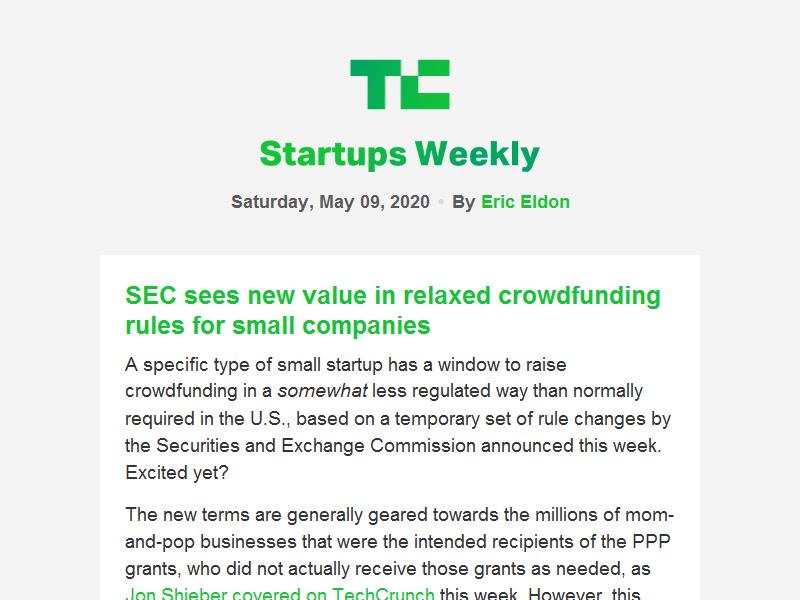 TC
Startups Weekly
Saturday, May 09, 2020 • By Eric Eldon
SEC sees new value in relaxed crowdfunding
rules for small companies
A specific type of small startup has a window to raise
crowdfunding in a somewhat less regulated way than normally
required in the U.S., based on a temporary set of rule changes by
the Securities and Exchange Commission announced this week.
Excited yet?
The new terms are generally geared towards the millions of mom-
and-pop businesses that were the intended recipients of the PPP
grants, who did not actually receive those grants as needed, as
Jon Shieber covered on TechCrunch this week. However, this